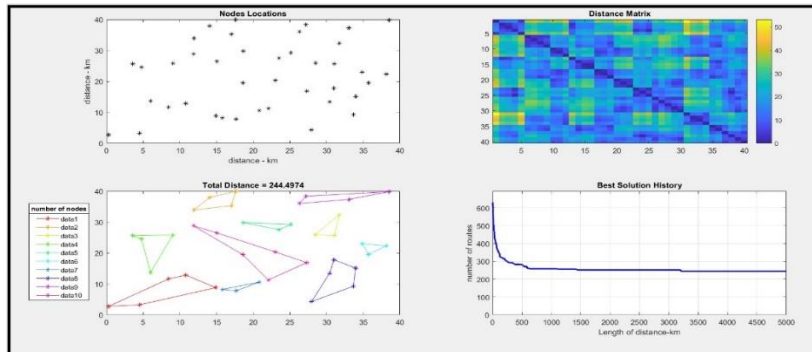 Nodes Locations
40
30
20
10
0
0 5 10 15 20 25 30 35 40
distance - km
distance - km
Distance Matrix
5
10
15
20
25
30
35
40
5 10 15 20 25 30 35 40
50
40
30
20
10
0
Total Distance = 244.4974
number of nodes
data1
data2
data3
data4
data5
data6
data7
data8
data9
data10
40
30
20
10
0
0 5 10 15 20 25 30 35 40
Best Solution History
number of routes
600
500
400
300
200
100
0
0 500 1000 1500 2000 2500 3000 3500 4000 4500 5000
Length of distance-km